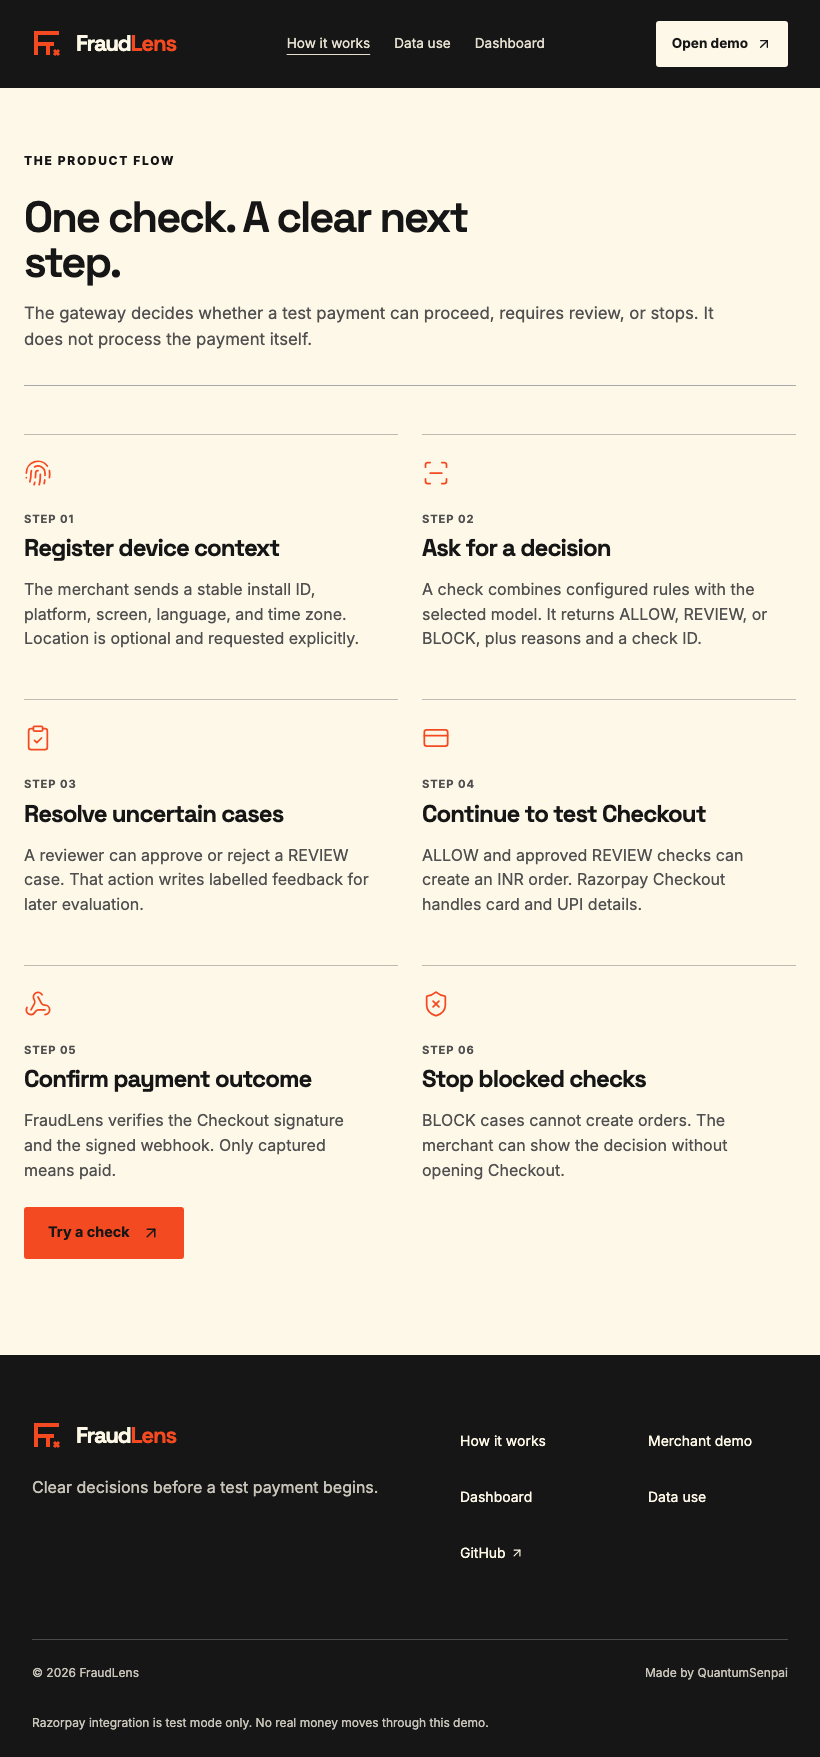 FraudLens
How it works
Data use
Dashboard
Open demo
THE PRODUCT FLOW
One check. A clear next
step.
The gateway decides whether a test payment can proceed, requires review, or stops. It
does not process the payment itself.
STEP 01
Register device context
The merchant sends a stable install ID,
platform, screen, language, and time zone.
Location is optional and requested explicitly.
STEP 02
Ask for a decision
A check combines configured rules with the
selected model. It returns ALLOW, REVIEW, or
BLOCK, plus reasons and a check ID.
STEP 03
Resolve uncertain cases
A reviewer can approve or reject a REVIEW
case. That action writes labelled feedback for
later evaluation.
STEP 04
Continue to test Checkout
ALLOW and approved REVIEW checks can
create an INR order. Razorpay Checkout
handles card and UPI details.
STEP 05
Confirm payment outcome
FraudLens verifies the Checkout signature
and the signed webhook. Only captured
means paid.
STEP 06
Stop blocked checks
BLOCK cases cannot create orders. The
merchant can show the decision without
opening Checkout.
Try a check
FraudLens
Clear decisions before a test payment begins.
How it works
Merchant demo
Dashboard
Data use
GitHub
© 2026 FraudLens
Made by QuantumSenpai
Razorpay integration is test mode only. No real money moves through this demo.